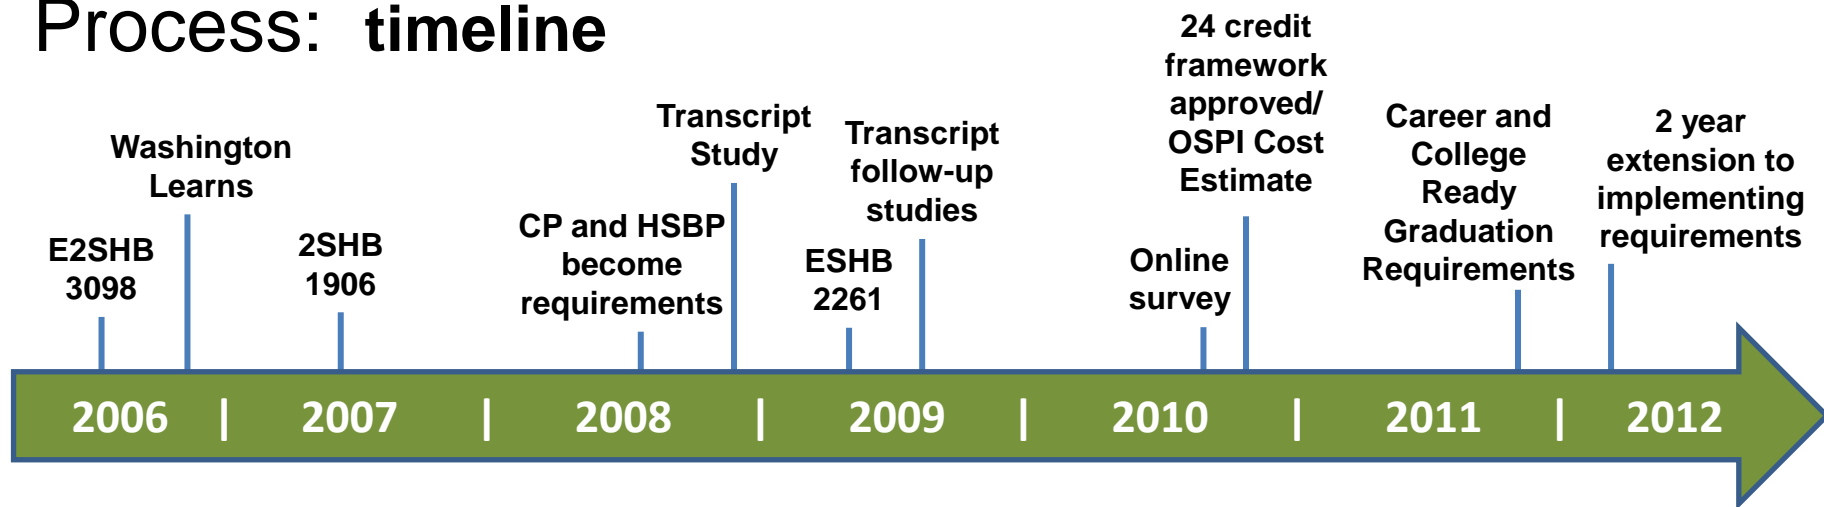 Process: timeline
E2SHB
3098
Washington
Learns
2SHB
1906
CP and HSBP
become
requirements
Transcript
Study
ESHB
2261
Transcript
follow-up
studies
Online
survey
24 credit
framework
approved/
OSPI Cost
Estimate
Career and
College
Ready
Graduation
Requirements
2 year
extension to
implementing
requirements
2006 | 2007 | 2008 | 2009 | 2010 | 2011 | 2012